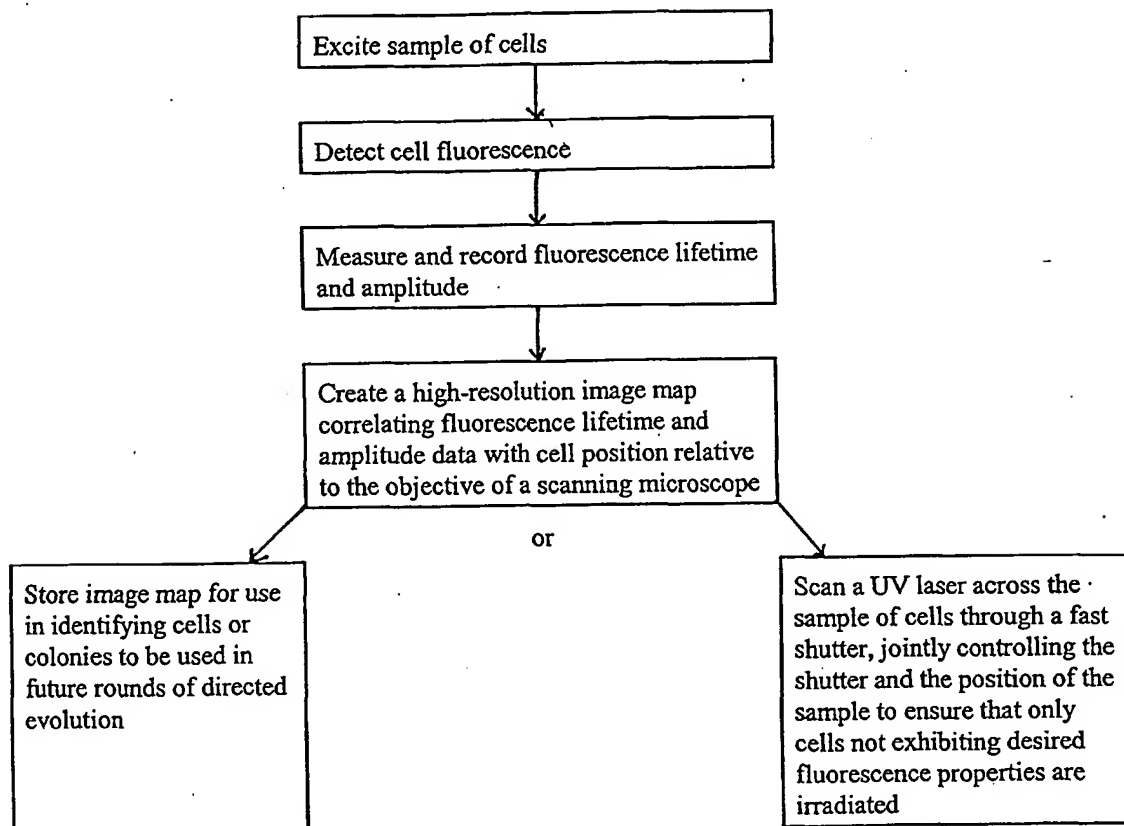 Excite sample of cells
Detect cell fluorescence
Measure and record fluorescence lifetime
and amplitude
Create a high-resolution image map
correlating fluorescence lifetime and
amplitude data with cell position relative
to the objective of a scanning microscope
or
Store image map for use
in identifying cells or
colonies to be used in
future rounds of directed
evolution
Scan a UV laser across the
sample of cells through a fast
shutter, jointly controlling the
shutter and the position of the
sample to ensure that only
cells not exhibiting desired
fluorescence properties are
irradiated